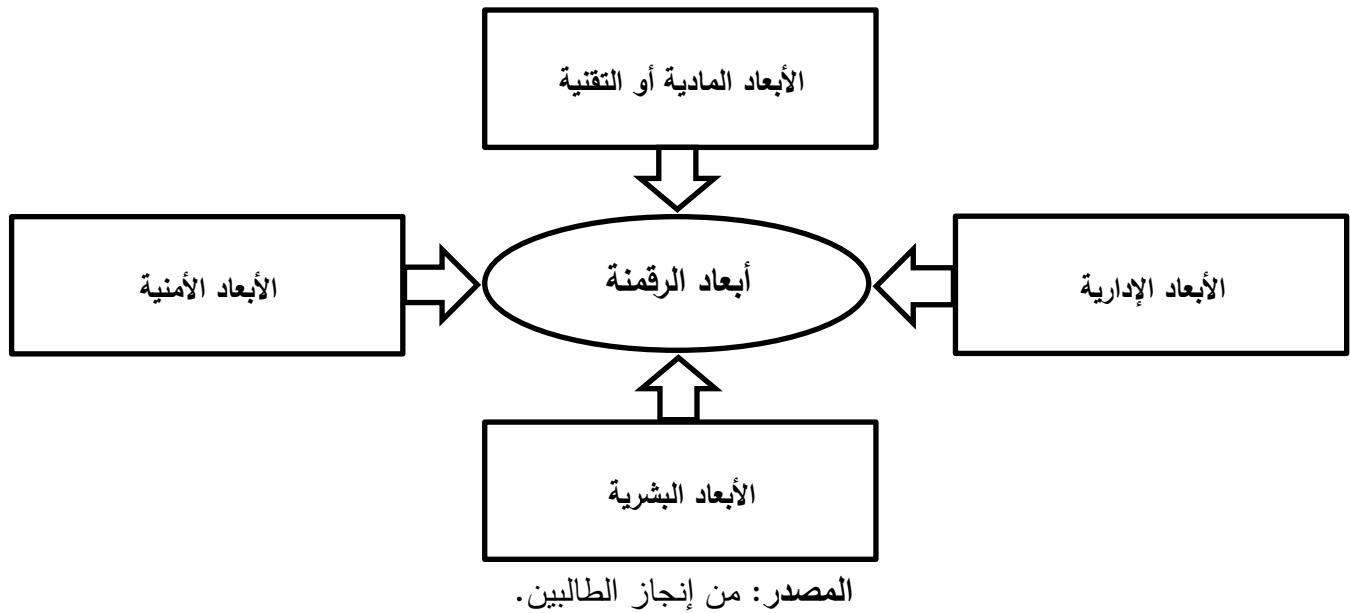 الأبعاد المادية أو التقنية
الأبعاد الإدارية
أبعاد الرقمنة
الأبعاد الأمنية
الأبعاد البشرية
المصدر: من إنجاز الطالبين.